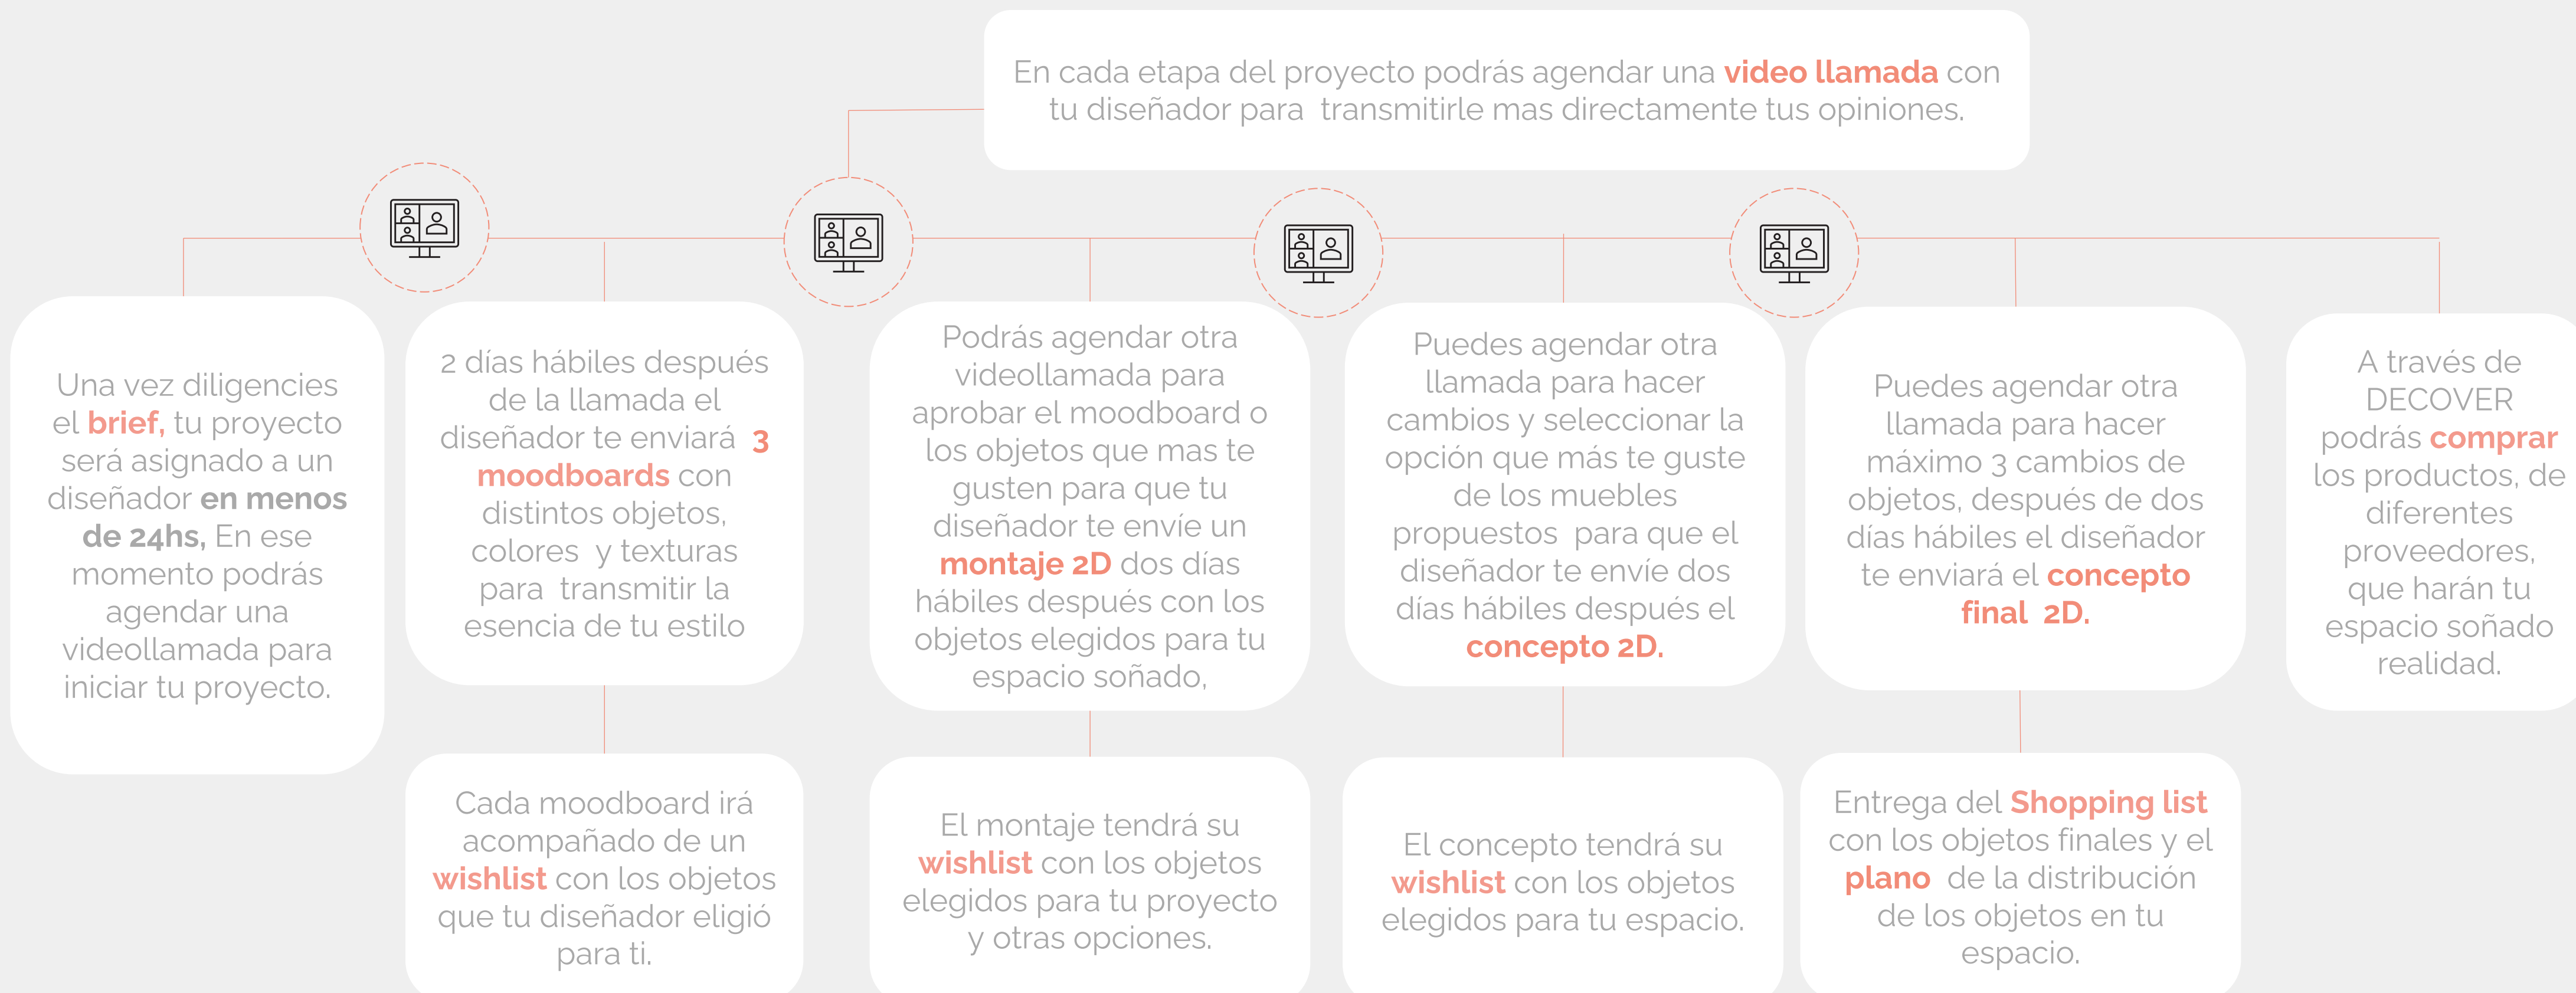 En cada etapa del proyecto podrás agendar una video llamada con
tu diseñador para  transmitirle mas directamente tus opiniones.
Una vez diligencies
el brief, tu proyecto
será asignado a un
diseñador en menos
de 24hs, En ese
momento podrás
agendar una
videollamada para
iniciar tu proyecto.
2 días hábiles después
de la llamada el
diseñador te enviará  3
moodboards con
distintos objetos,
colores  y texturas
para  transmitir la
esencia de tu estilo
Cada moodboard irá
acompañado de un
wishlist con los objetos
que tu diseñador eligió
para ti.
Podrás agendar otra
videollamada para
aprobar el moodboard o
los objetos que mas te
gusten para que tu
diseñador te envíe un
montaje 2D dos días
hábiles después con los
objetos elegidos para tu
espacio soñado,
El montaje tendrá su
wishlist con los objetos
elegidos para tu proyecto
y otras opciones.
Puedes agendar otra
llamada para hacer
cambios y seleccionar la
opción que más te guste
de los muebles
propuestos  para que el
diseñador te envíe dos
días hábiles después el
concepto 2D.
El concepto tendrá su
wishlist con los objetos
elegidos para tu espacio.
Puedes agendar otra
llamada para hacer
máximo 3 cambios de
objetos, después de dos
días hábiles el diseñador
te enviará el concepto
final  2D.
Entrega del Shopping list
con los objetos finales y el
plano  de la distribución
de los objetos en tu
espacio.
A través de
DECOVER
podrás comprar
los productos, de
diferentes
proveedores,
que harán tu
espacio soñado
realidad.